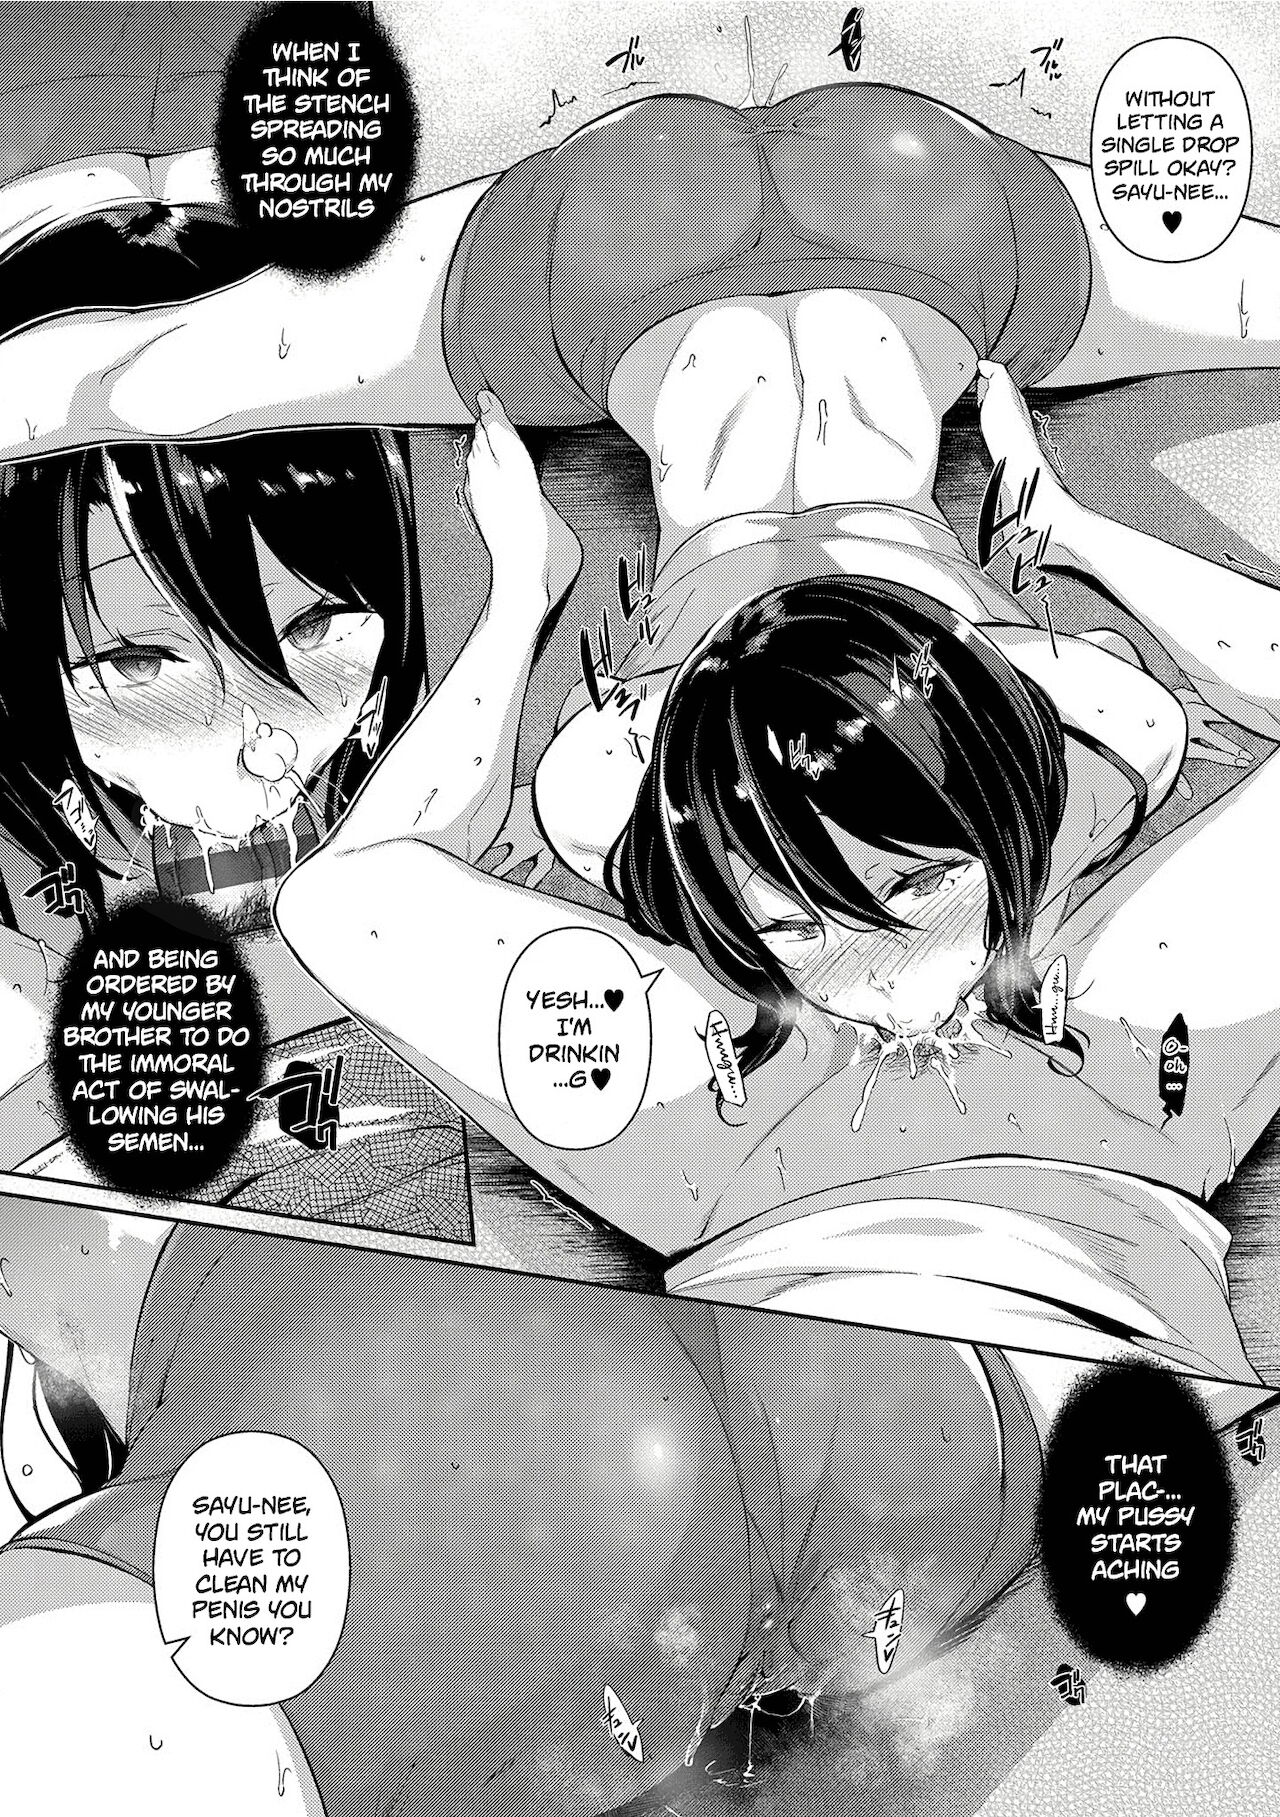 WITHOUT
LETTING A
SINGLE DROP
SPILL OKAY?
SAYU-NEE...
♥
WHEN I
THINK OF
THE STENCH
SPREADING
SO MUCH
THROUGH MY
NOSTRILS
YESH...♥
I'M
DRINKIN
...G♥
AND BEING
ORDERED BY
MY YOUNGER
BROTHER TO DO
THE IMMORAL
ACT OF SWAL-
LOWING HIS
SEMEN...
THAT
PLAC-...
MY PUSSY
STARTS
ACHING
♥
SAYU-NEE,
YOU STILL
HAVE TO
CLEAN MY
PENIS YOU
KNOW?